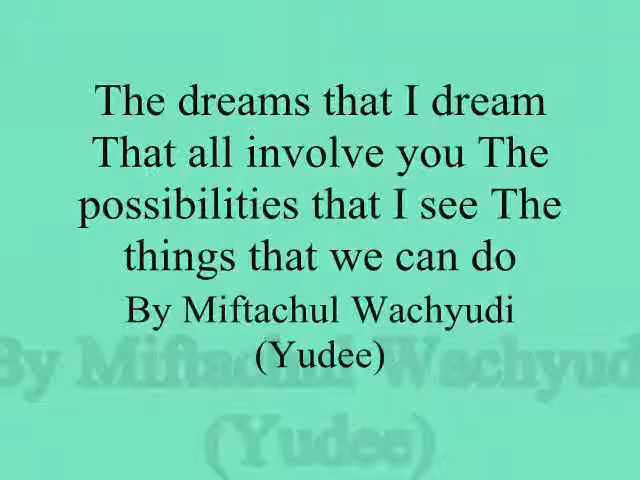 The dreams that I dream
That all involve you The
possibilities that I see The
things that we can do
By Miftachul Wachyudi
(Yudee)
By Miftachul Wachyudi
(Yudee)